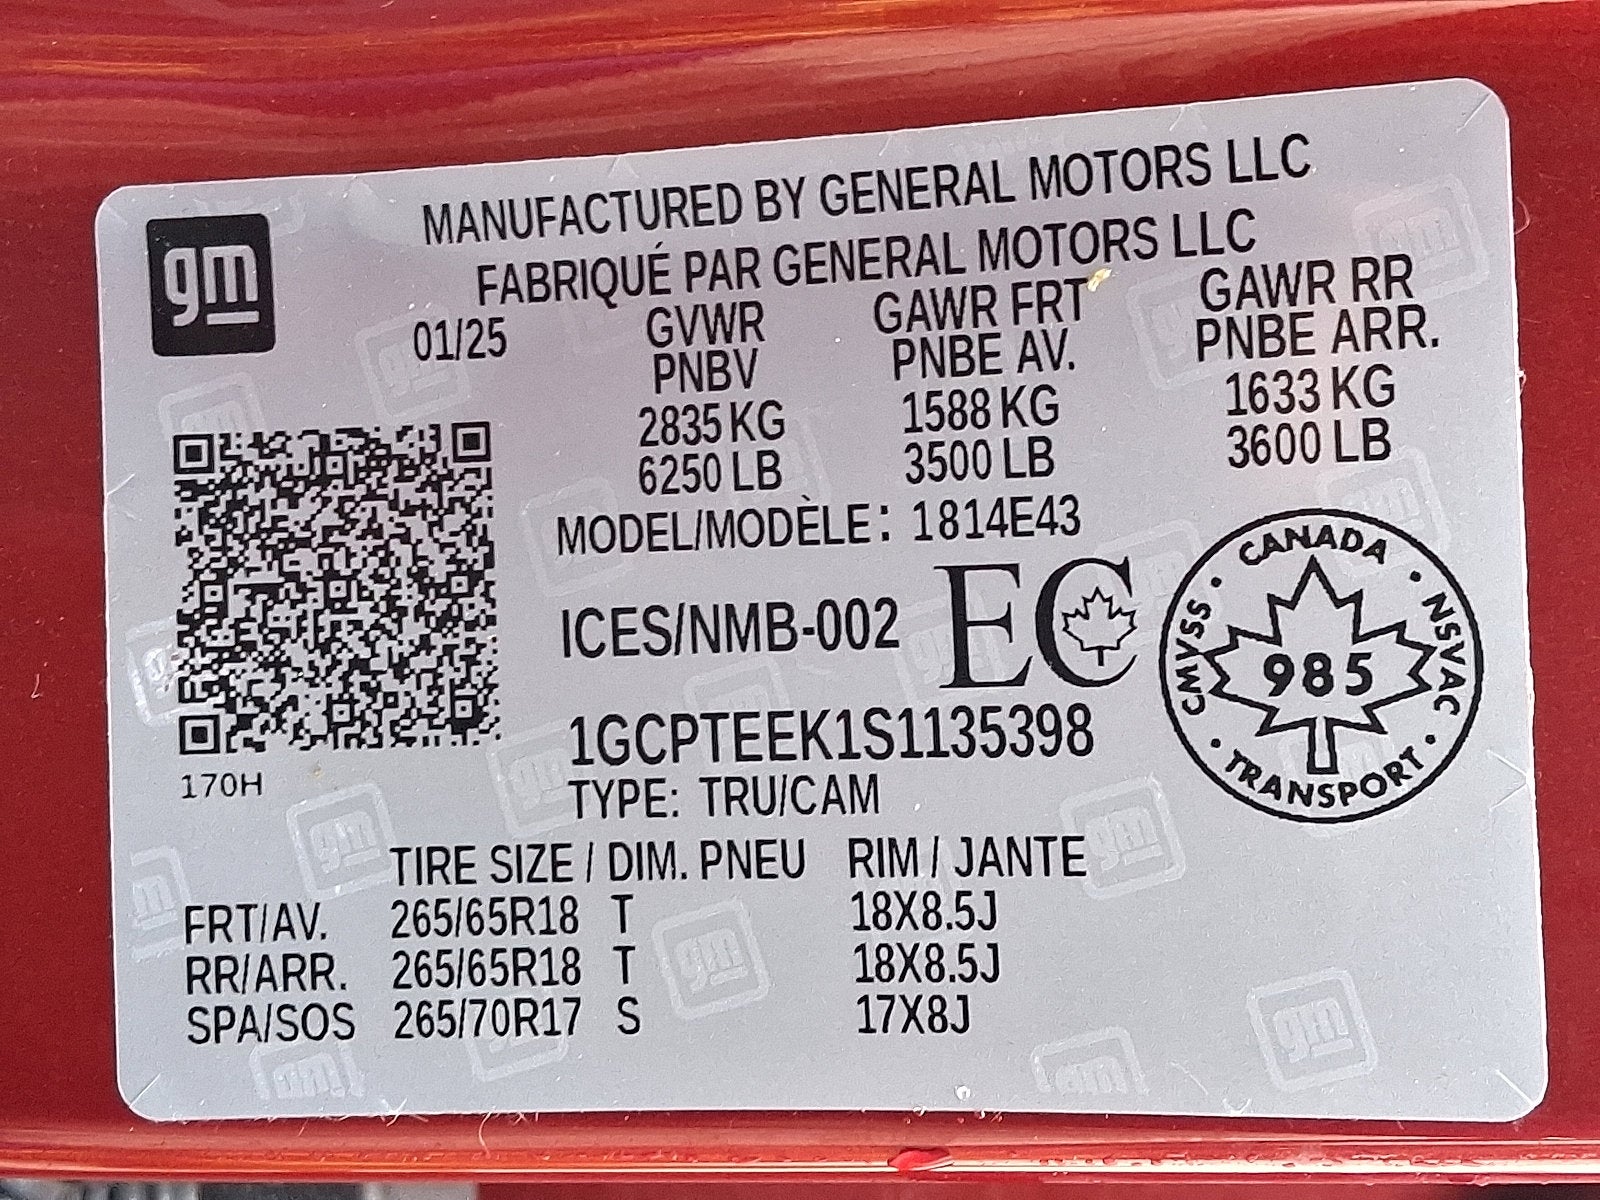 gm
MANUFACTURED BY GENERAL MOTORS LLC
FABRIQUÉ PAR GENERAL MOTORS LLC
01/25 GVWR GAWR FRT GAWR RR
PNBV PNBE AV. PNBE ARR.
2835 KG 1588 KG 1633 KG
6250 LB 3500 LB 3600 LB
MODEL/MODÈLE: 1814E43
ICES/NMB-002 EC
CANADA
CMVSS · NSVAC
985
TRANSPORT
1GCPTEEK1S1135398
170H
TYPE: TRU/CAM
TIRE SIZE / DIM. PNEU RIM / JANTE
FRT/AV. 265/65R18 T 18X8.5J
RR/ARR. 265/65R18 T 18X8.5J
SPA/SOS 265/70R17 S 17X8J